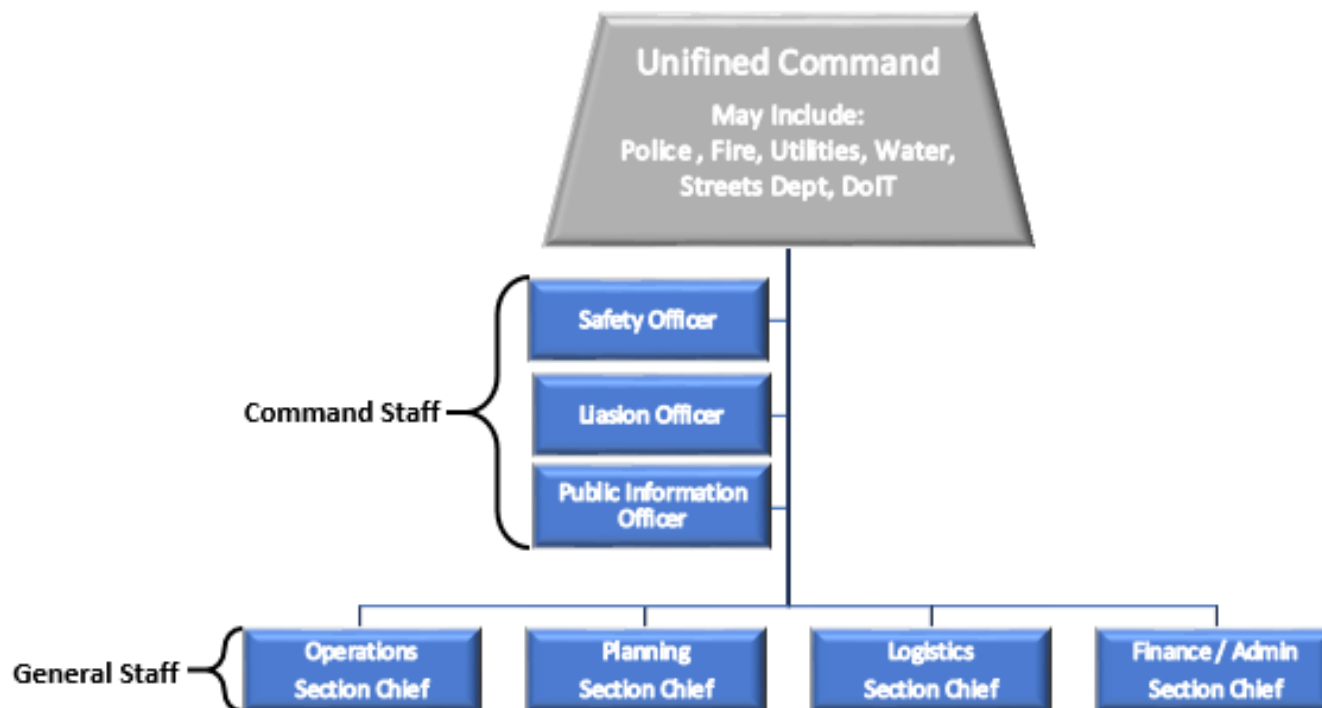 Unifined Command
May Include:
Police , Fire, Utilities, Water,
Streets Dept, DoIT
Safety Officer
Command Staff
Liasion Officer
Public Information
Officer
General Staff
Operations
Section Chief
Planning
Section Chief
Logistics
Section Chief
Finance / Admin
Section Chief